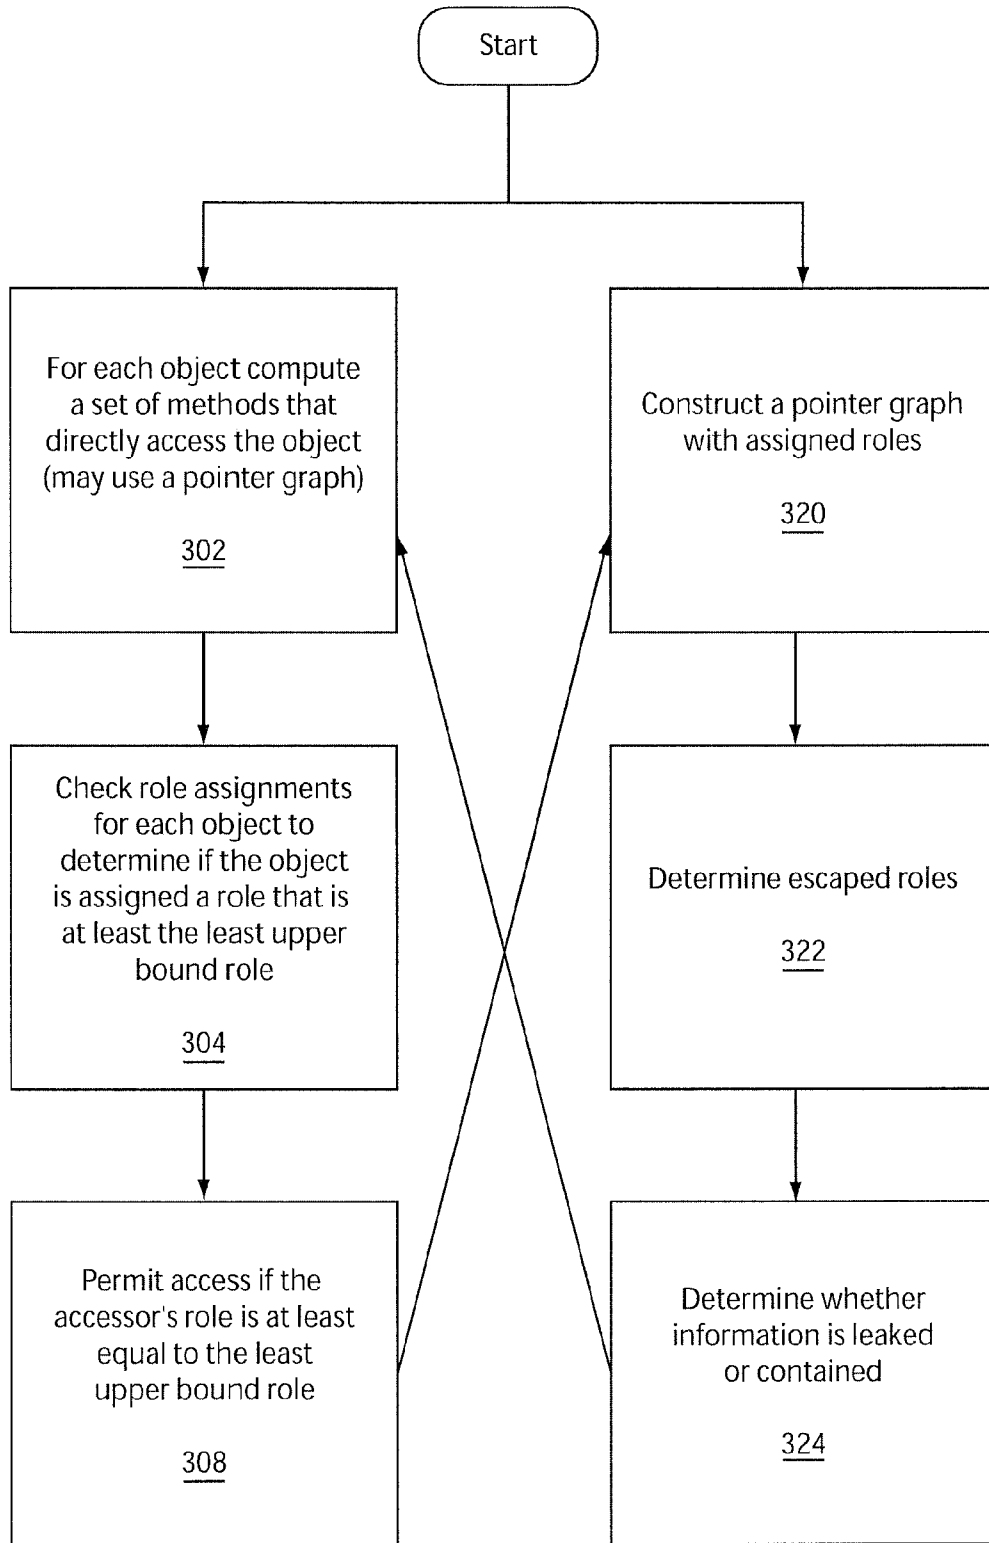 Start
For each object compute
a set of methods that
directly access the object
(may use a pointer graph)
302
Check role assignments
for each object to
determine if the object
is assigned a role that is
at least the least upper
bound role
304
Permit access if the
accessor's role is at least
equal to the least
upper bound role
308
Construct a pointer graph
with assigned roles
320
Determine escaped roles
322
Determine whether
information is leaked
or contained
324